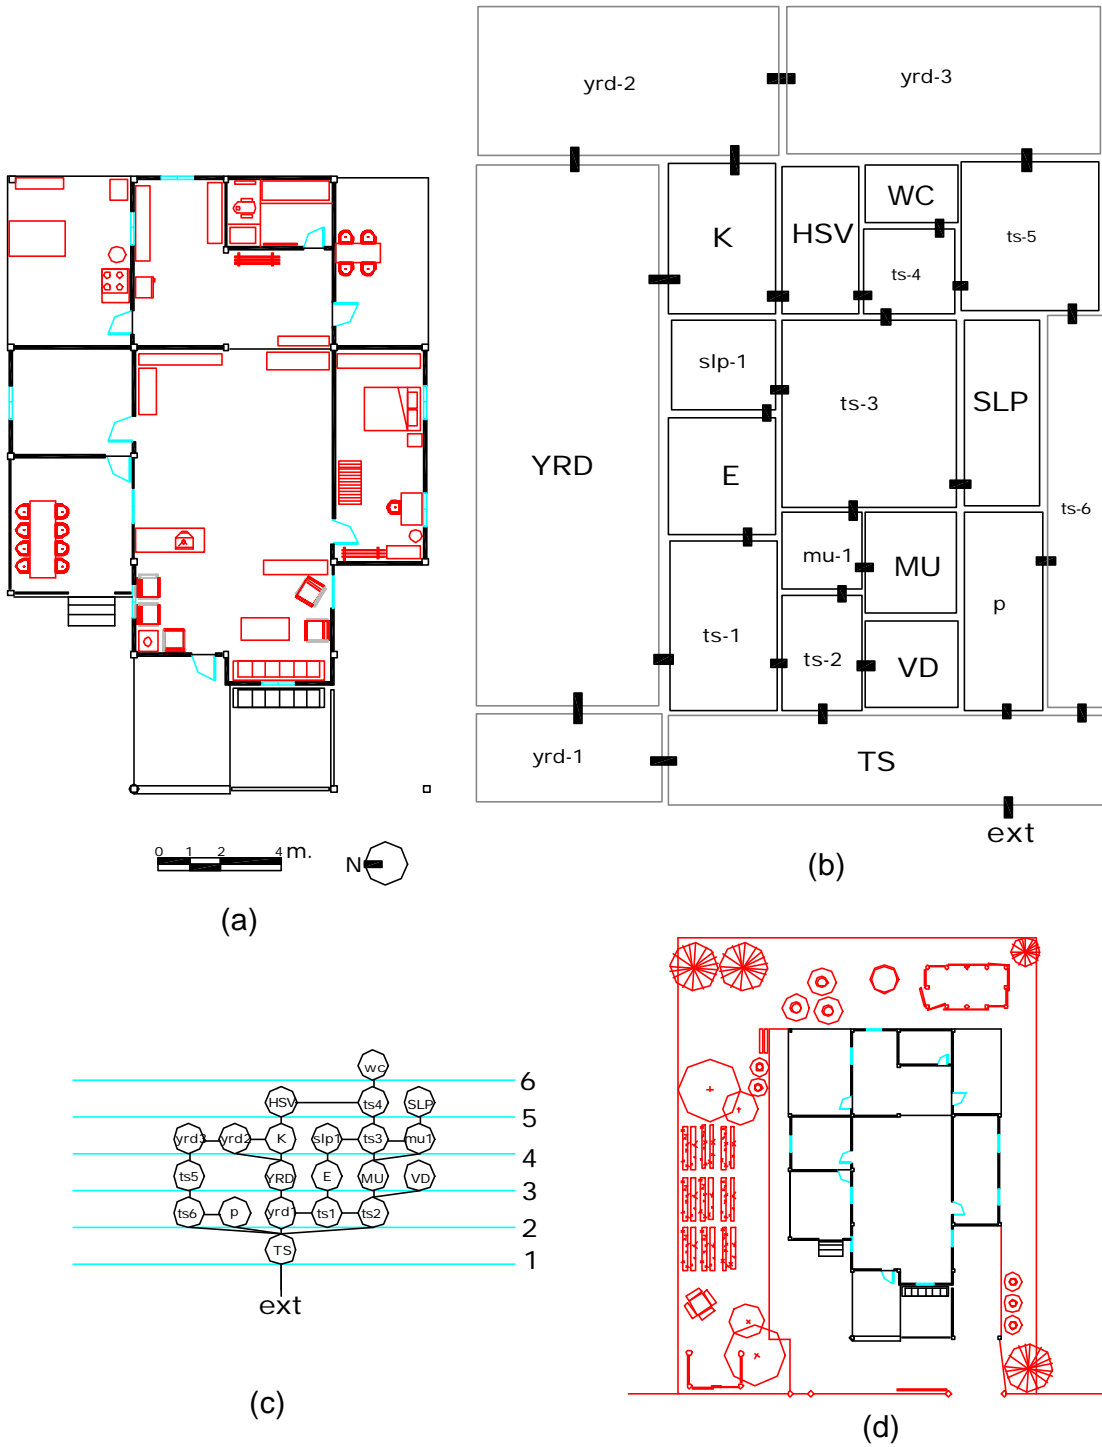 yrd-2
yrd-3
K
HSV
WC
ts-4
ts-5
slp-1
ts-3
SLP
YRD
E
ts-6
mu-1
MU
p
ts-1
ts-2
VD
yrd-1
TS
ext
(b)
0 1 2 4 m.
N
(a)
wc
6
HSV ts4 SLP
5
yrd3 yrd2 K slp1 ts3 mu1
4
ts5 YRD E MU VD
3
ts6 p yrd1 ts1 ts2
2
TS
1
ext
(c)
(d)